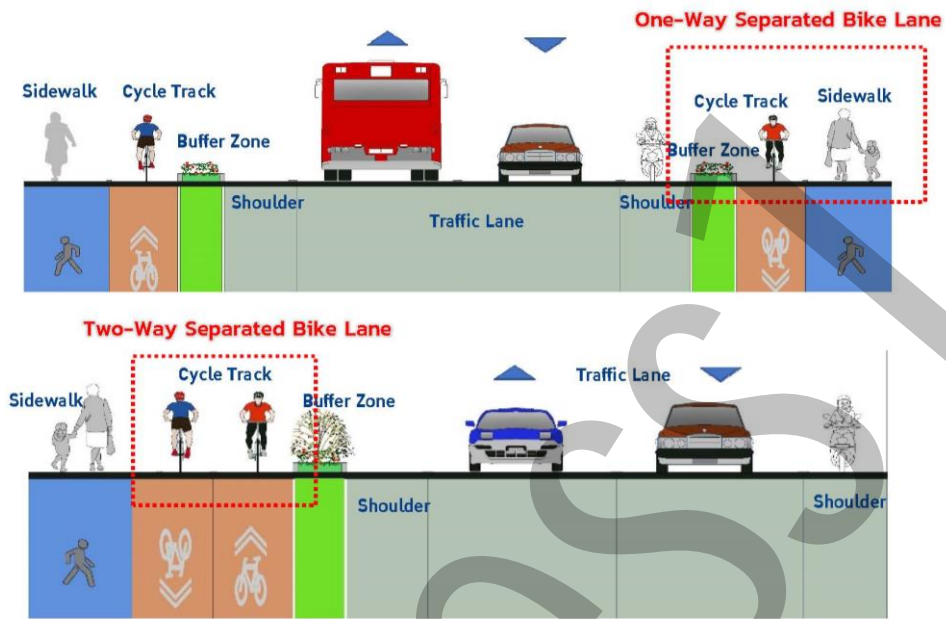 One-Way Separated Bike Lane
Sidewalk
Cycle Track
Buffer Zone
Cycle Track
Sidewalk
Buffer Zone
Shoulder
Traffic Lane
Shoulder
Two-Way Separated Bike Lane
Sidewalk
Cycle Track
Buffer Zone
Traffic Lane
Shoulder
Shoulder